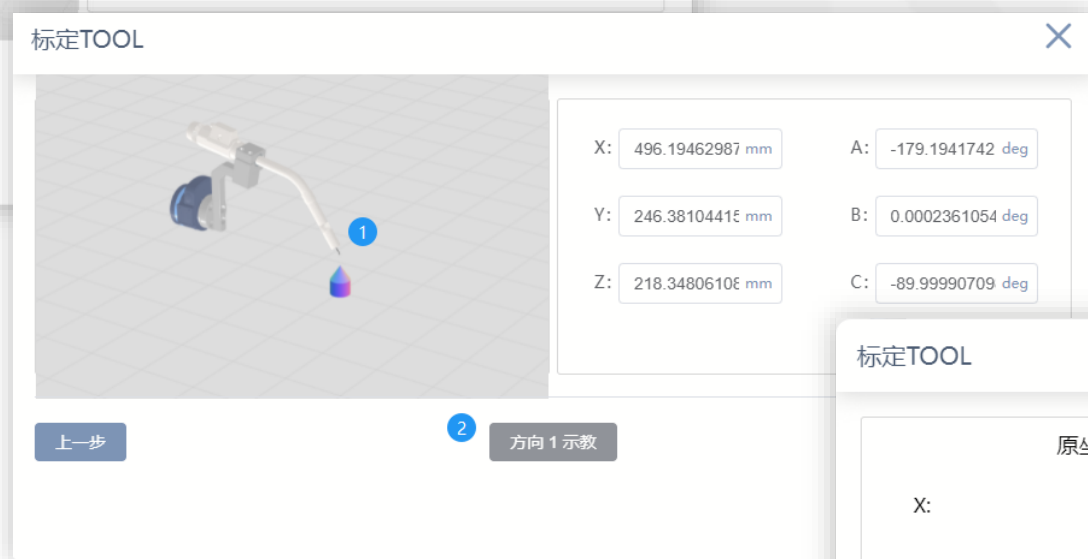 标定TOOL
X: 496.19462987 mm A: -179.1941742 deg
1
Y: 246.38104415 mm B: 0.0002361054 deg
Z: 218.34806108 mm C: -89.99990709 deg
标定TOOL
2
上一步 方向 1 示教
X: